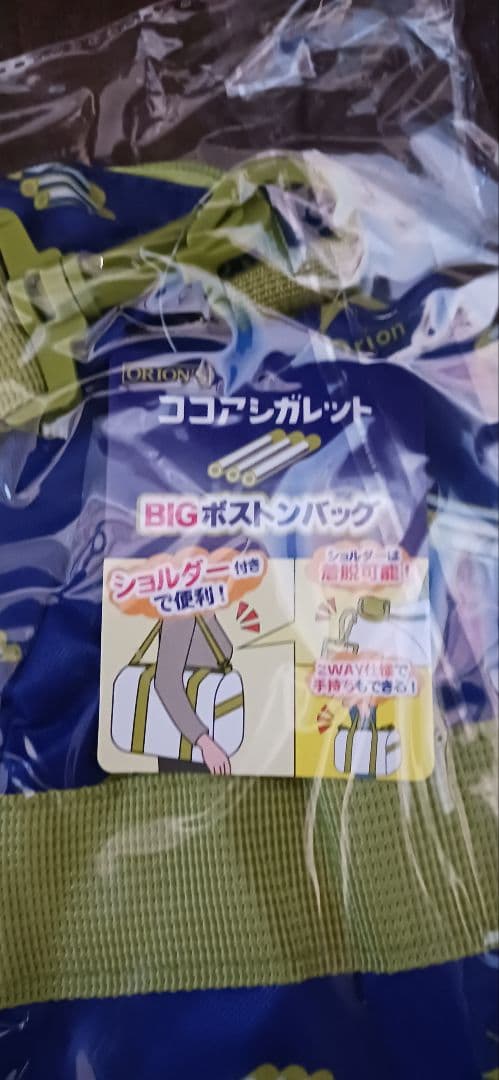 Orion
ORION'S
ココアシガレット
BIGボストンバッグ
ショルダー付き
で便利!
ショルダーは
着脱可能!
2WAY仕様で
手持ちもできる!